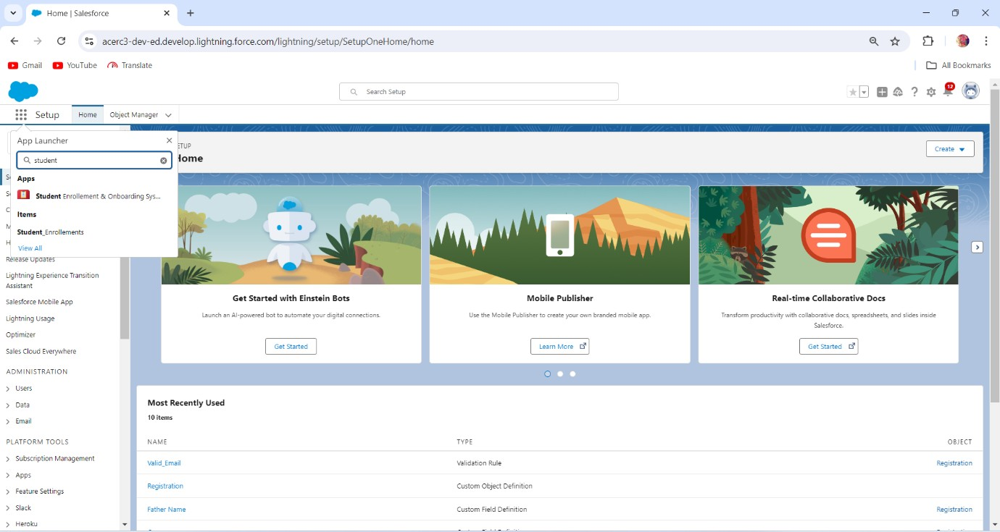 Home | Salesforce
acerc3-dev-ed.develop.lightning.force.com/lightning/setup/SetupOneHome/home
Gmail YouTube Translate All Bookmarks
Search Setup
12
Setup Home Object Manager
App Launcher
student
Apps
Student Enrollement & Onboarding Sys...
Items
Student_Enrollements
View All
Release Updates
Lightning Experience Transition
Assistant
Salesforce Mobile App
Lightning Usage
Optimizer
Sales Cloud Everywhere
ADMINISTRATION
Users
Data
Email
PLATFORM TOOLS
Subscription Management
Apps
Feature Settings
Slack
Heroku
ETUP
Home
Create
Get Started with Einstein Bots
Launch an AI-powered bot to automate your digital connections.
Get Started
Mobile Publisher
Use the Mobile Publisher to create your own branded mobile app.
Learn More
Real-time Collaborative Docs
Transform productivity with collaborative docs, spreadsheets, and slides inside
Salesforce.
Get Started
Most Recently Used
10 items
NAME TYPE OBJECT
Valid_Email Validation Rule Registration
Registration Custom Object Definition
Father Name Custom Field Definition Registration